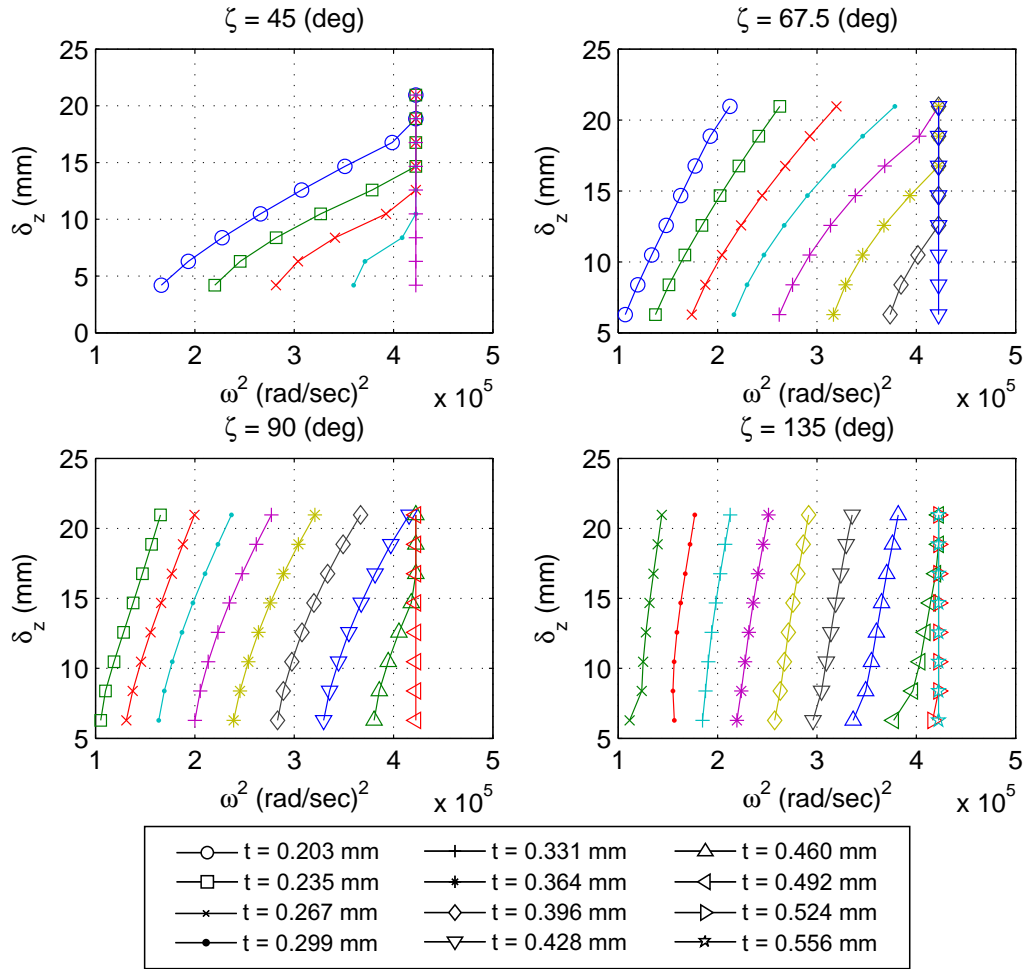 ζ = 45 (deg)
25
20
15
10
5
0
δz (mm)
1 2 3 4 5
ω² (rad/sec)²
x 10⁵
ζ = 67.5 (deg)
25
20
15
10
5
δz (mm)
1 2 3 4 5
ω² (rad/sec)²
x 10⁵
ζ = 90 (deg)
25
20
15
10
5
δz (mm)
1 2 3 4 5
ω² (rad/sec)²
x 10⁵
ζ = 135 (deg)
25
20
15
10
5
δz (mm)
1 2 3 4 5
ω² (rad/sec)²
x 10⁵
t = 0.203 mm
t = 0.235 mm
t = 0.267 mm
t = 0.299 mm
t = 0.331 mm
t = 0.364 mm
t = 0.396 mm
t = 0.428 mm
t = 0.460 mm
t = 0.492 mm
t = 0.524 mm
t = 0.556 mm